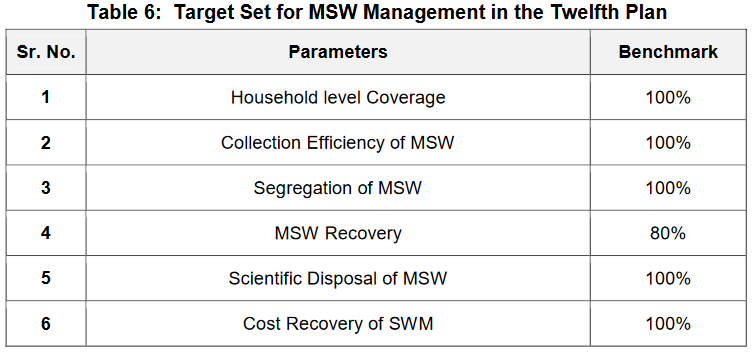 Table 6: Target Set for MSW Management in the Twelfth Plan
Sr. No. Parameters Benchmark
1 Household level Coverage 100%
2 Collection Efficiency of MSW 100%
3 Segregation of MSW 100%
4 MSW Recovery 80%
5 Scientific Disposal of MSW 100%
6 Cost Recovery of SWM 100%